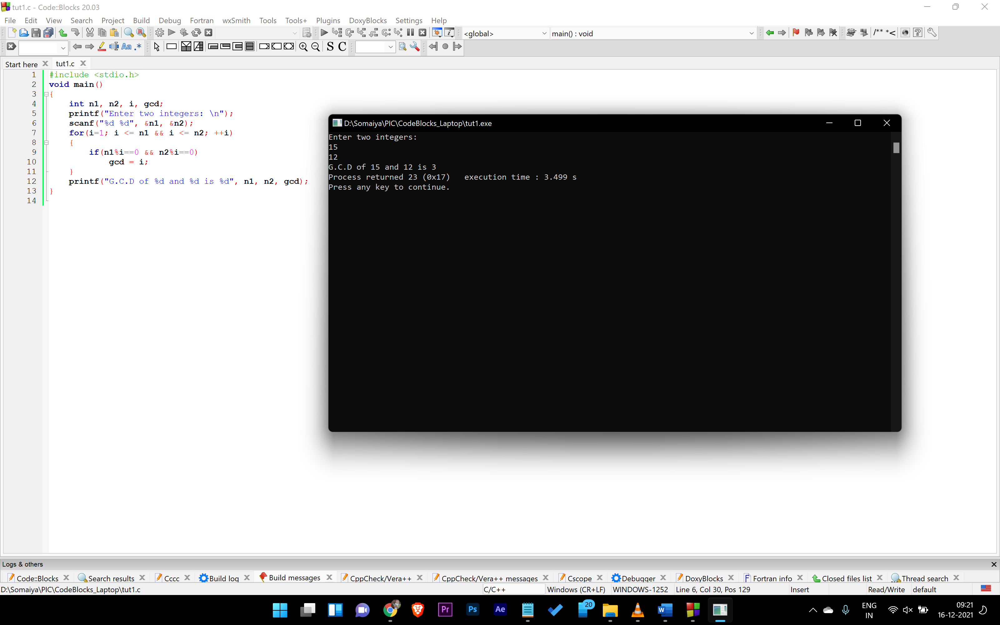 tut1.c - Code::Blocks 20.03
File Edit View Search Project Build Debug Fortran wxSmith Tools Tools+ Plugins DoxyBlocks Settings Help
<global> main() : void /** *<
Aa .* S C
Start here tut1.c
1 #include <stdio.h>
2 void main()
3 {
4 int n1, n2, i, gcd;
5 printf("Enter two integers: \n");
6 scanf("%d %d", &n1, &n2);
7 for(i=1; i <= n1 && i <= n2; ++i)
8 {
9 if(n1%i==0 && n2%i==0)
10 gcd = i;
11 }
12 printf("G.C.D of %d and %d is %d", n1, n2, gcd);
13 }
14
D:\Somaiya\PIC\CodeBlocks_Laptop\tut1.exe
Enter two integers:
15
12
G.C.D of 15 and 12 is 3
Process returned 23 (0x17)   execution time : 3.499 s
Press any key to continue.
Logs & others
Code::Blocks Search results Cccc Build log Build messages CppCheck/Vera++ CppCheck/Vera++ messages Cscope Debugger DoxyBlocks Fortran info Closed files list Thread search
D:\Somaiya\PIC\CodeBlocks_Laptop\tut1.c C/C++ Windows (CR+LF) WINDOWS-1252 Line 6, Col 30, Pos 129 Insert Read/Write default
Pr Ps Ae 20 W ENG IN 09:21
16-12-2021